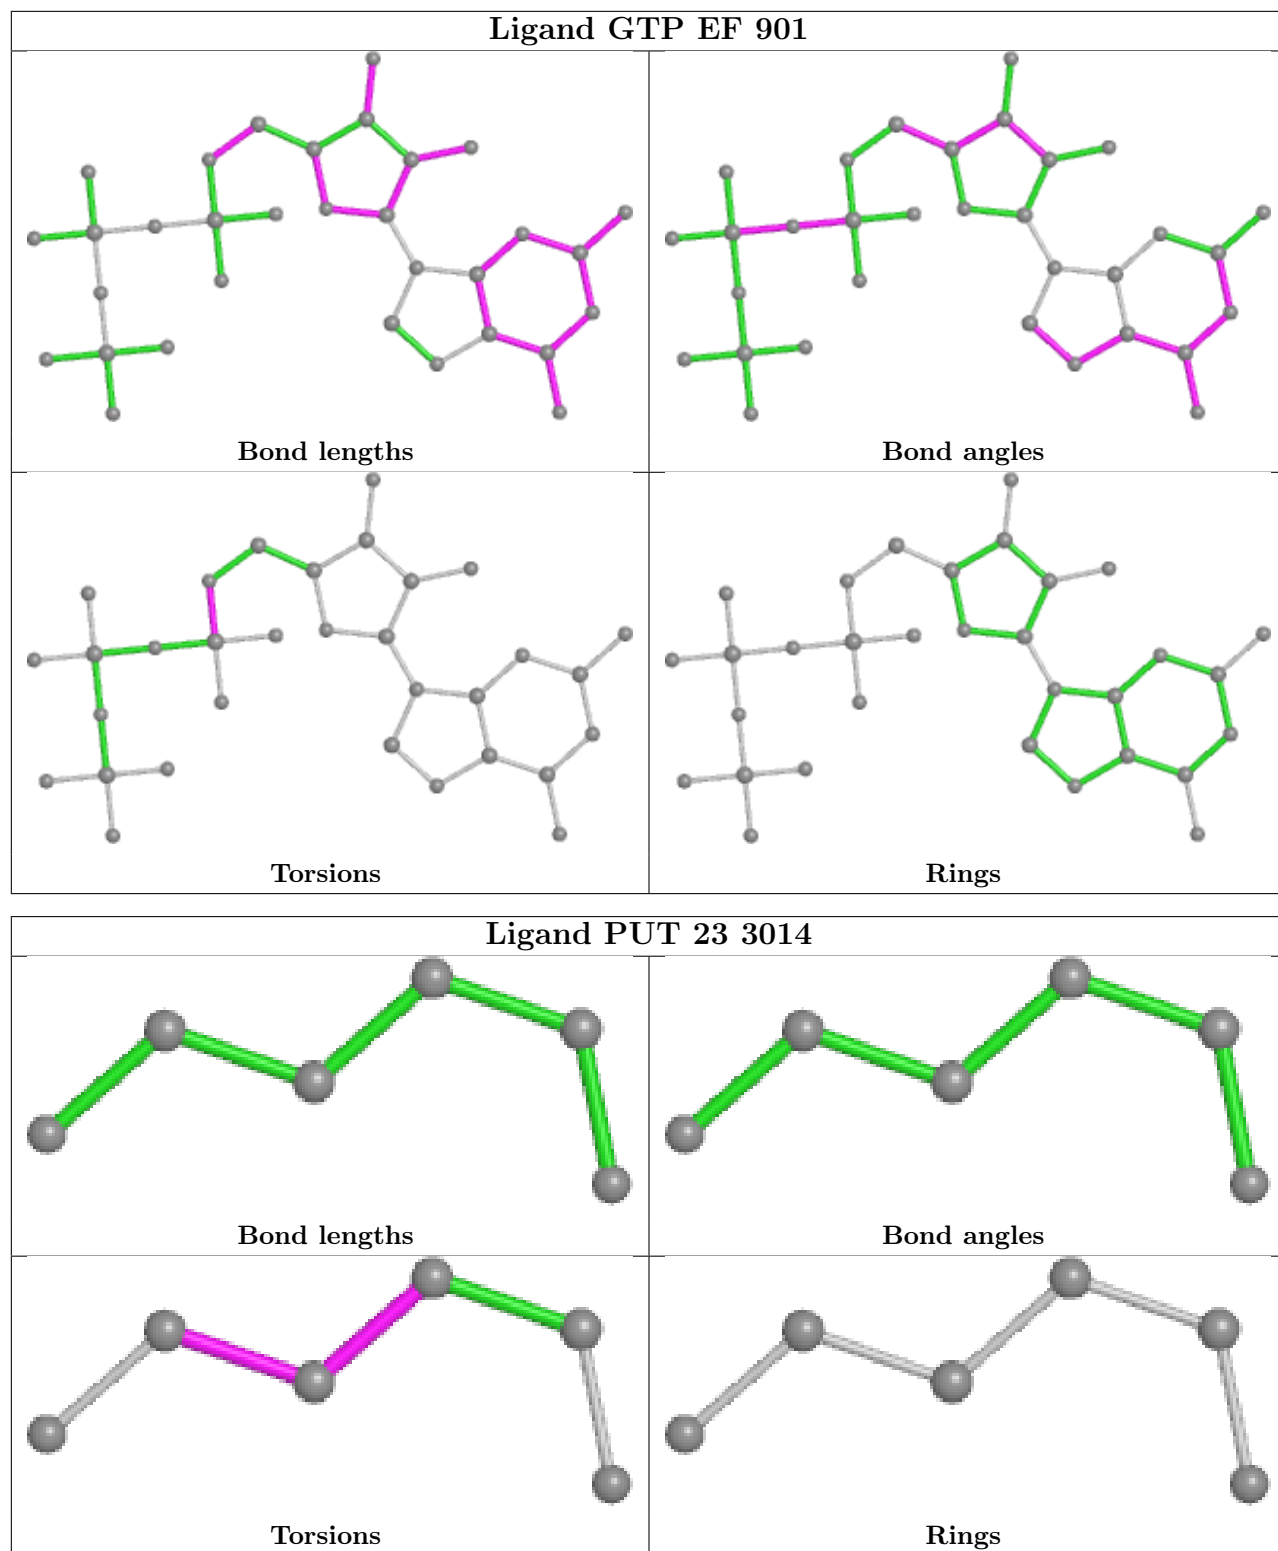 Ligand GTP EF 901
Bond lengths
Bond angles
Torsions
Rings
Ligand PUT 23 3014
Bond lengths
Bond angles
Torsions
Rings